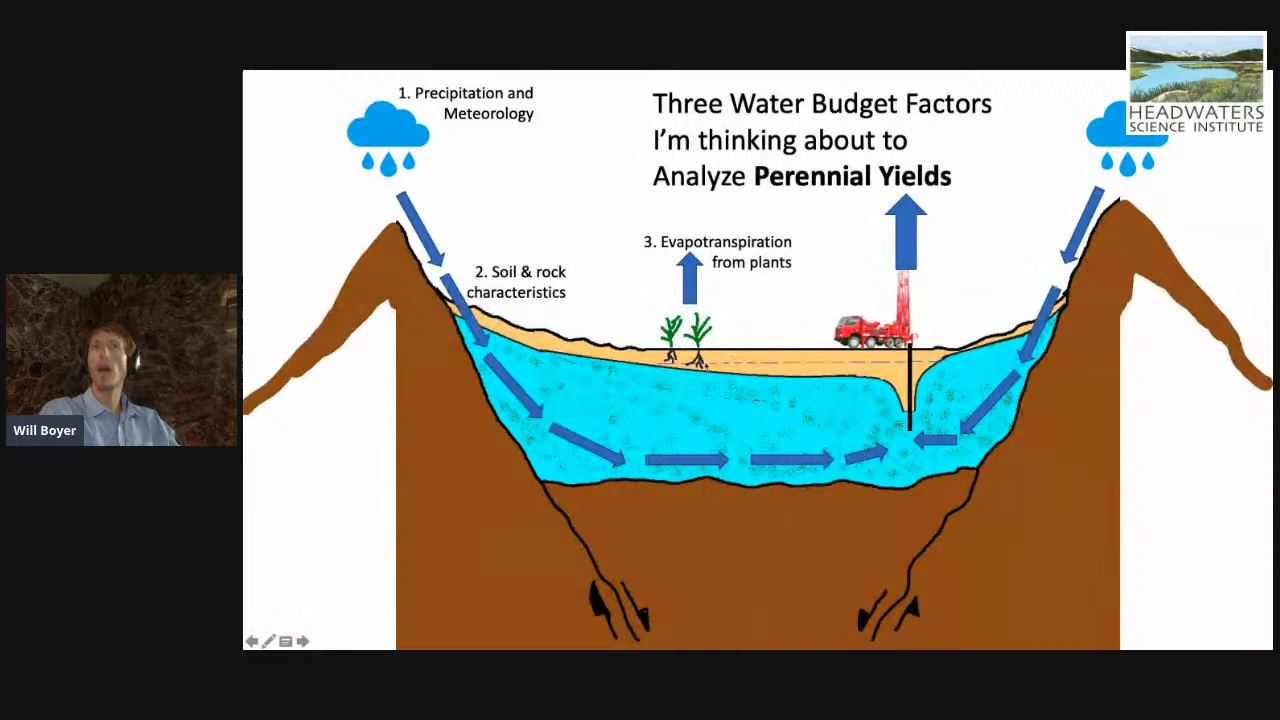 1. Precipitation and
Meteorology
Three Water Budget Factors
I'm thinking about to
Analyze Perennial Yields
HEADWATERS
SCIENCE INSTITUTE
3. Evapotranspiration
from plants
2. Soil & rock
characteristics
Will Boyer